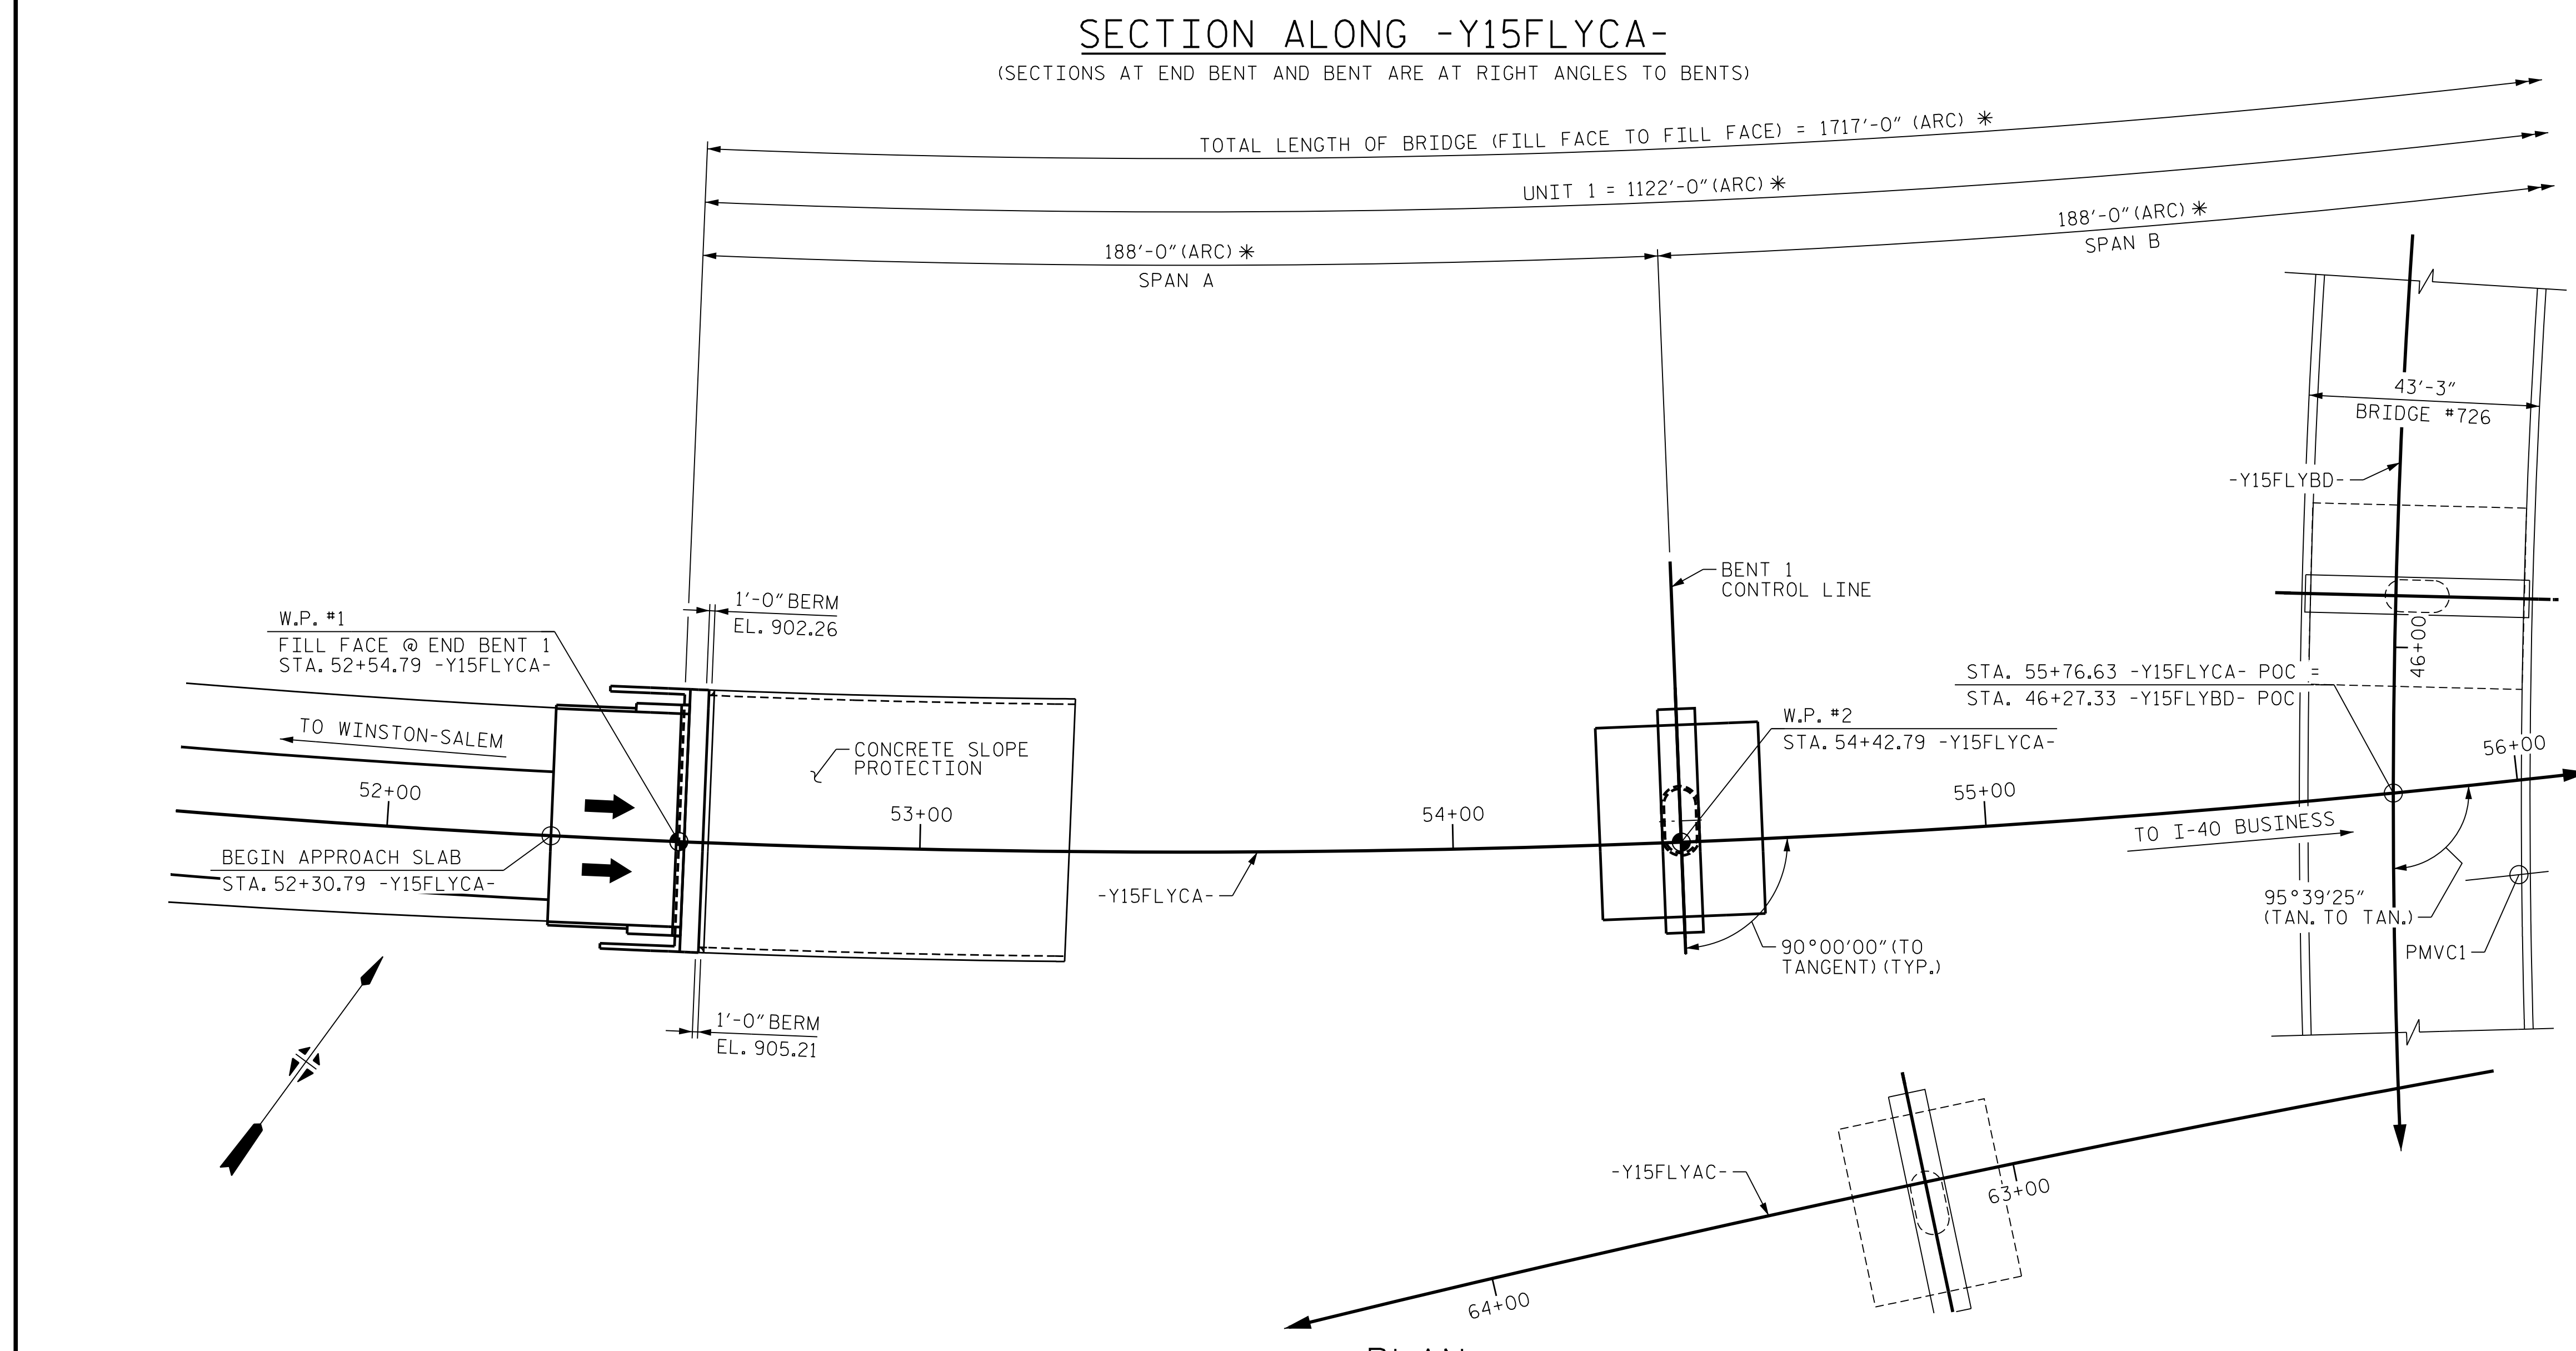 SECTION ALONG -Y15FLYCA-
(SECTIONS AT END BENT AND BENT ARE AT RIGHT ANGLES TO BENTS)
TOTAL LENGTH OF BRIDGE (FILL FACE TO FILL FACE) = 1717'-0" (ARC) *
UNIT 1 = 1122'-0" (ARC) *
188'-0" (ARC) *
SPAN A
188'-0" (ARC) *
SPAN B
43'-3"
BRIDGE #726
-Y15FLYBD-
BENT 1
CONTROL LINE
1'-0" BERM
EL. 902.26
W.P. #1
FILL FACE @ END BENT 1
STA. 52+54.79 -Y15FLYCA-
46+00
STA. 55+76.63 -Y15FLYCA- POC =
STA. 46+27.33 -Y15FLYBD- POC
W.P. #2
STA. 54+42.79 -Y15FLYCA-
TO WINSTON-SALEM
CONCRETE SLOPE
PROTECTION
52+00
53+00
54+00
55+00
56+00
TO I-40 BUSINESS
BEGIN APPROACH SLAB
STA. 52+30.79 -Y15FLYCA-
-Y15FLYCA-
95°39'25"
(TAN. TO TAN.)
90°00'00" (TO
TANGENT) (TYP.)
PMVC1
1'-0" BERM
EL. 905.21
-Y15FLYAC-
63+00
64+00